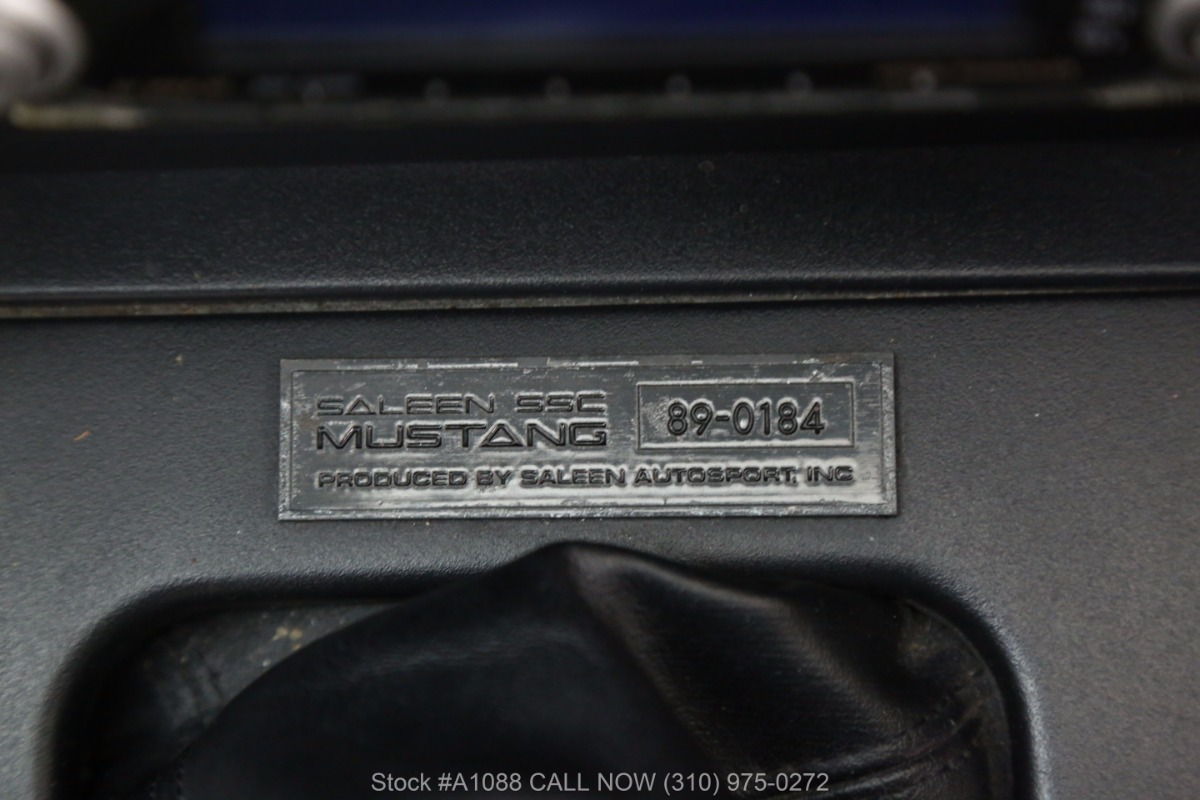 SALEEN SSC
MUSTANG
89-0184
PRODUCED BY SALEEN AUTOSPORT, INC
Stock #A1088 CALL NOW (310) 975-0272